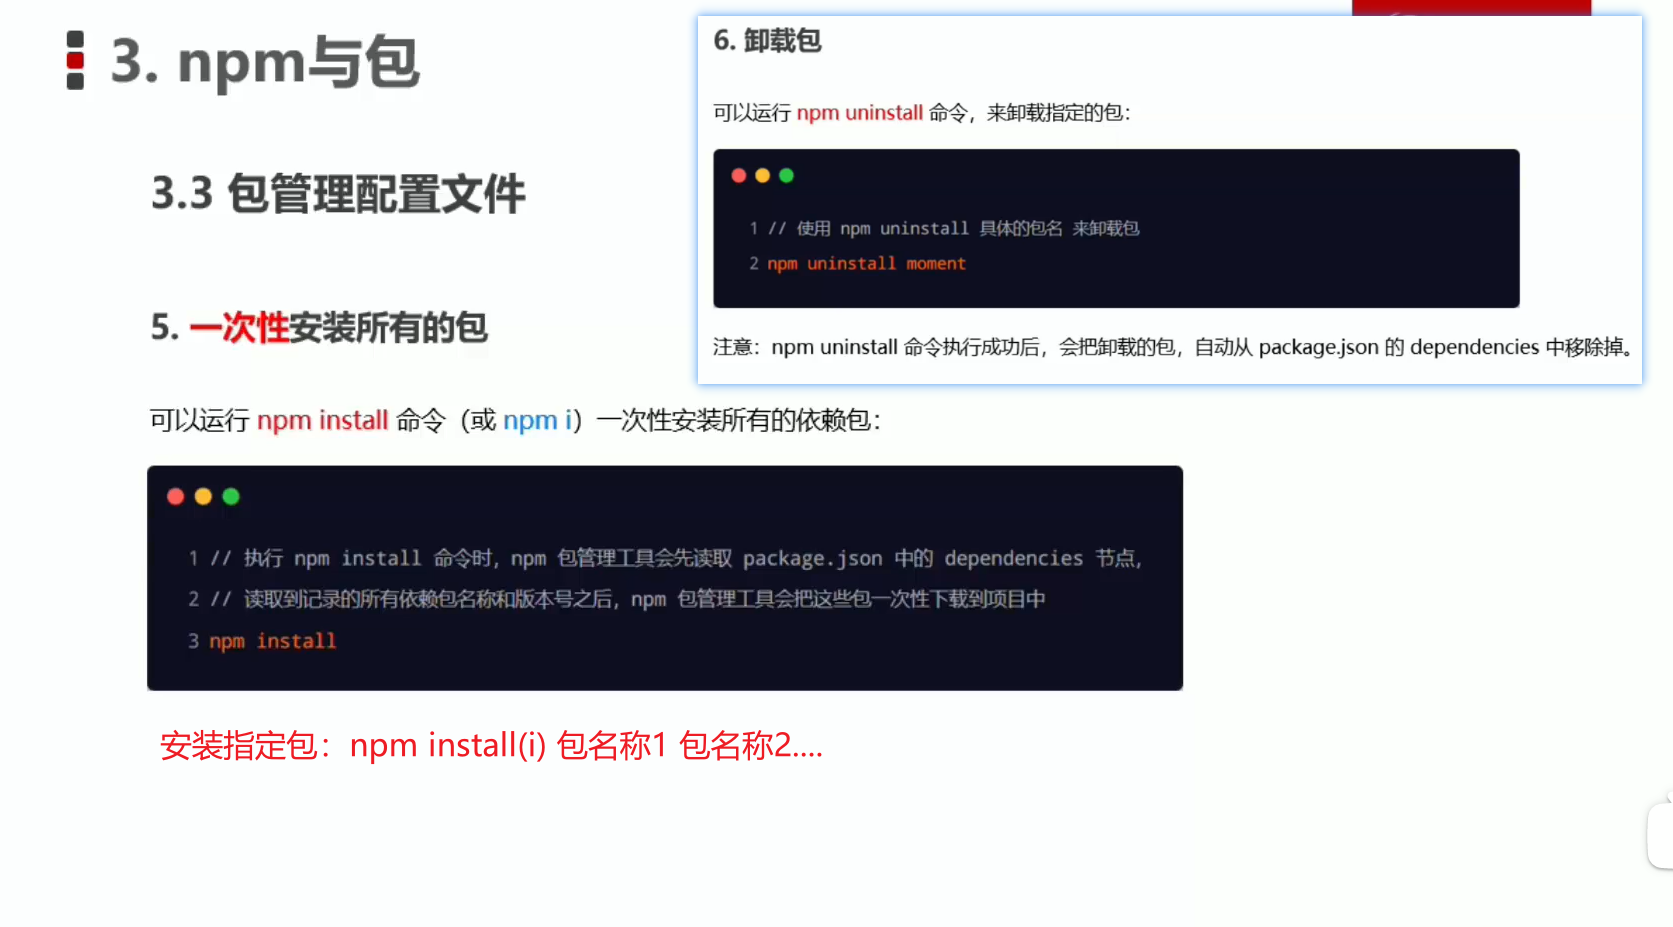 3. npm与包
3.3 包管理配置文件
5. 一次性安装所有的包
可以运行 npm install 命令（或 npm i）一次性安装所有的依赖包：
1 // 执行 npm install 命令时，npm 包管理工具会先读取 package.json 中的 dependencies 节点，
2 // 读取到记录的所有依赖包名称和版本号之后，npm 包管理工具会把这些包一次性下载到项目中
3 npm install
安装指定包：npm install(i) 包名称1 包名称2....
6. 卸载包
可以运行 npm uninstall 命令，来卸载指定的包：
1 // 使用 npm uninstall 具体的包名 来卸载包
2 npm uninstall moment
注意：npm uninstall 命令执行成功后，会把卸载的包，自动从 package.json 的 dependencies 中移除掉。